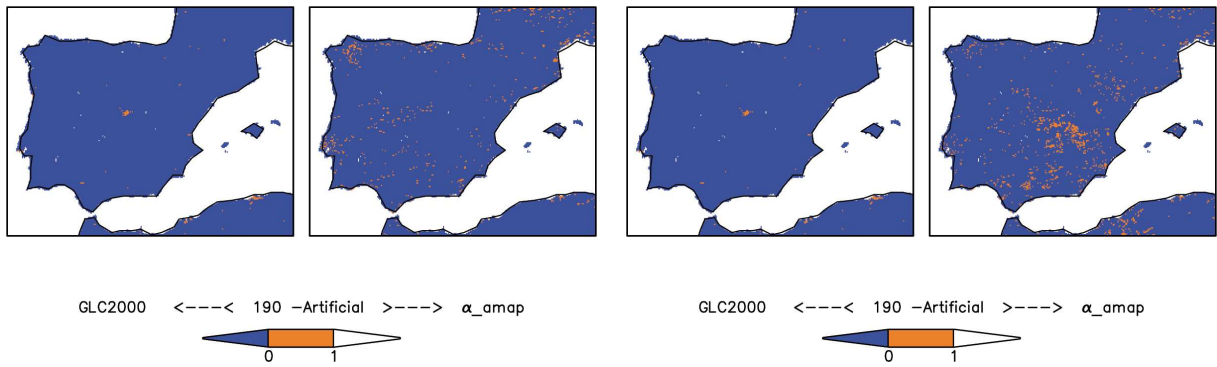 GLC2000 <---< 190 -Artificial >---> α_amap
0 1
GLC2000 <---< 190 -Artificial >---> α_amap
0 1